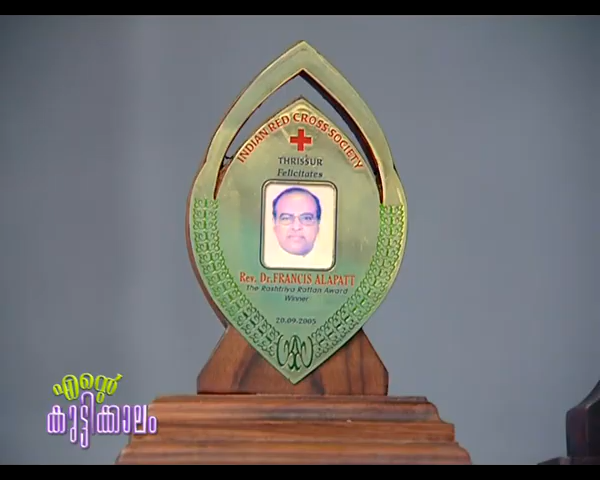 INDIAN RED CROSS SOCIETY
THRISSUR
Felicitates
Rev. Dr.FRANCIS ALAPATT
The Rashtriya Rattan Award
Winner
20.09.2005
എന്റെ
കുട്ടിക്കാലം